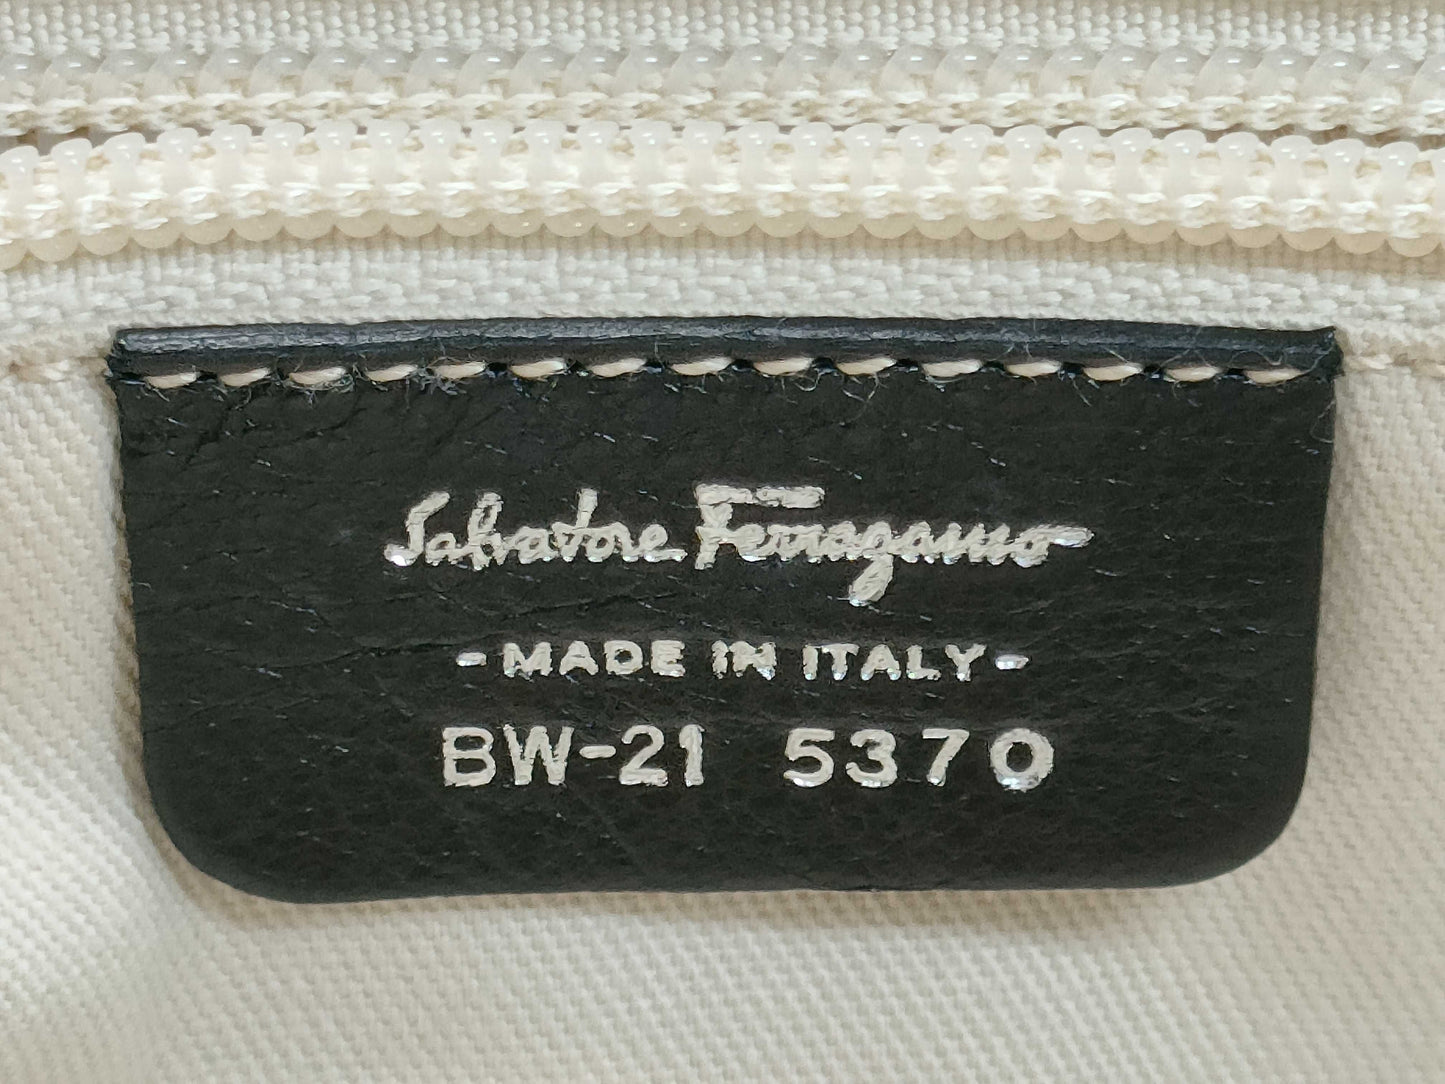 Salvatore Ferragamo
- MADE IN ITALY -
BW-21 5370